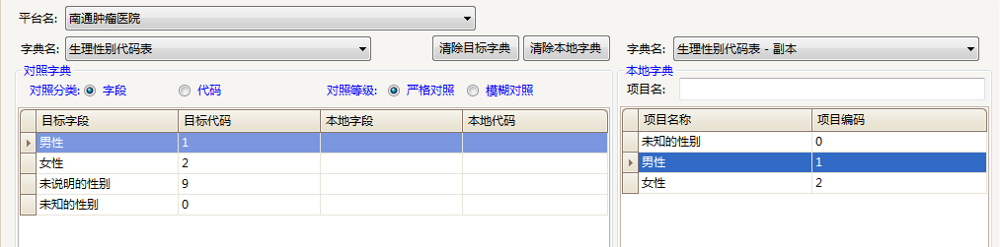 平台名: 南通肿瘤医院
字典名: 生理性别代码表 清除目标字典 清除本地字典 字典名: 生理性别代码表 - 副本
对照字典 本地字典
对照分类: 字段 代码 对照等级: 严格对照 模糊对照 项目名:
目标字段 目标代码 本地字段 本地代码 项目名称 项目编码
男性 1 未知的性别 0
女性 2 男性 1
未说明的性别 9 女性 2
未知的性别 0